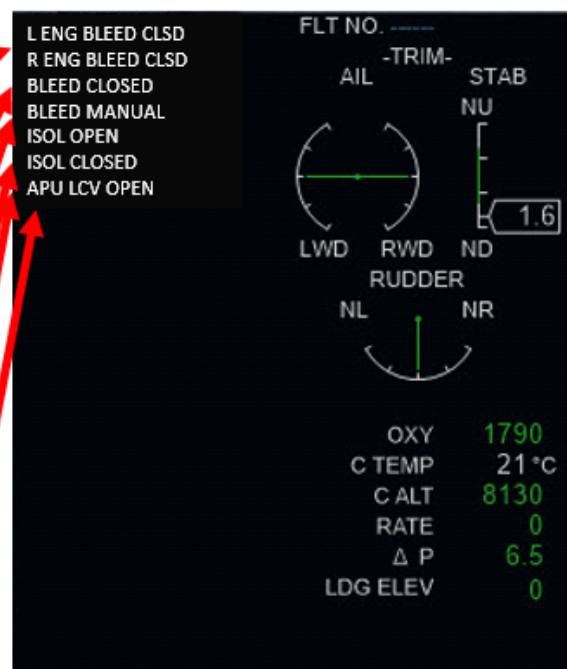 L ENG BLEED CLSD
R ENG BLEED CLSD
BLEED CLOSED
BLEED MANUAL
ISOL OPEN
ISOL CLOSED
APU LCV OPEN
FLT NO. ------
-TRIM-
AIL STAB
NU
1.6
LWD RWD ND
RUDDER
NL NR
OXY 1790
C TEMP 21 °C
C ALT 8130
RATE 0
Δ P 6.5
LDG ELEV 0